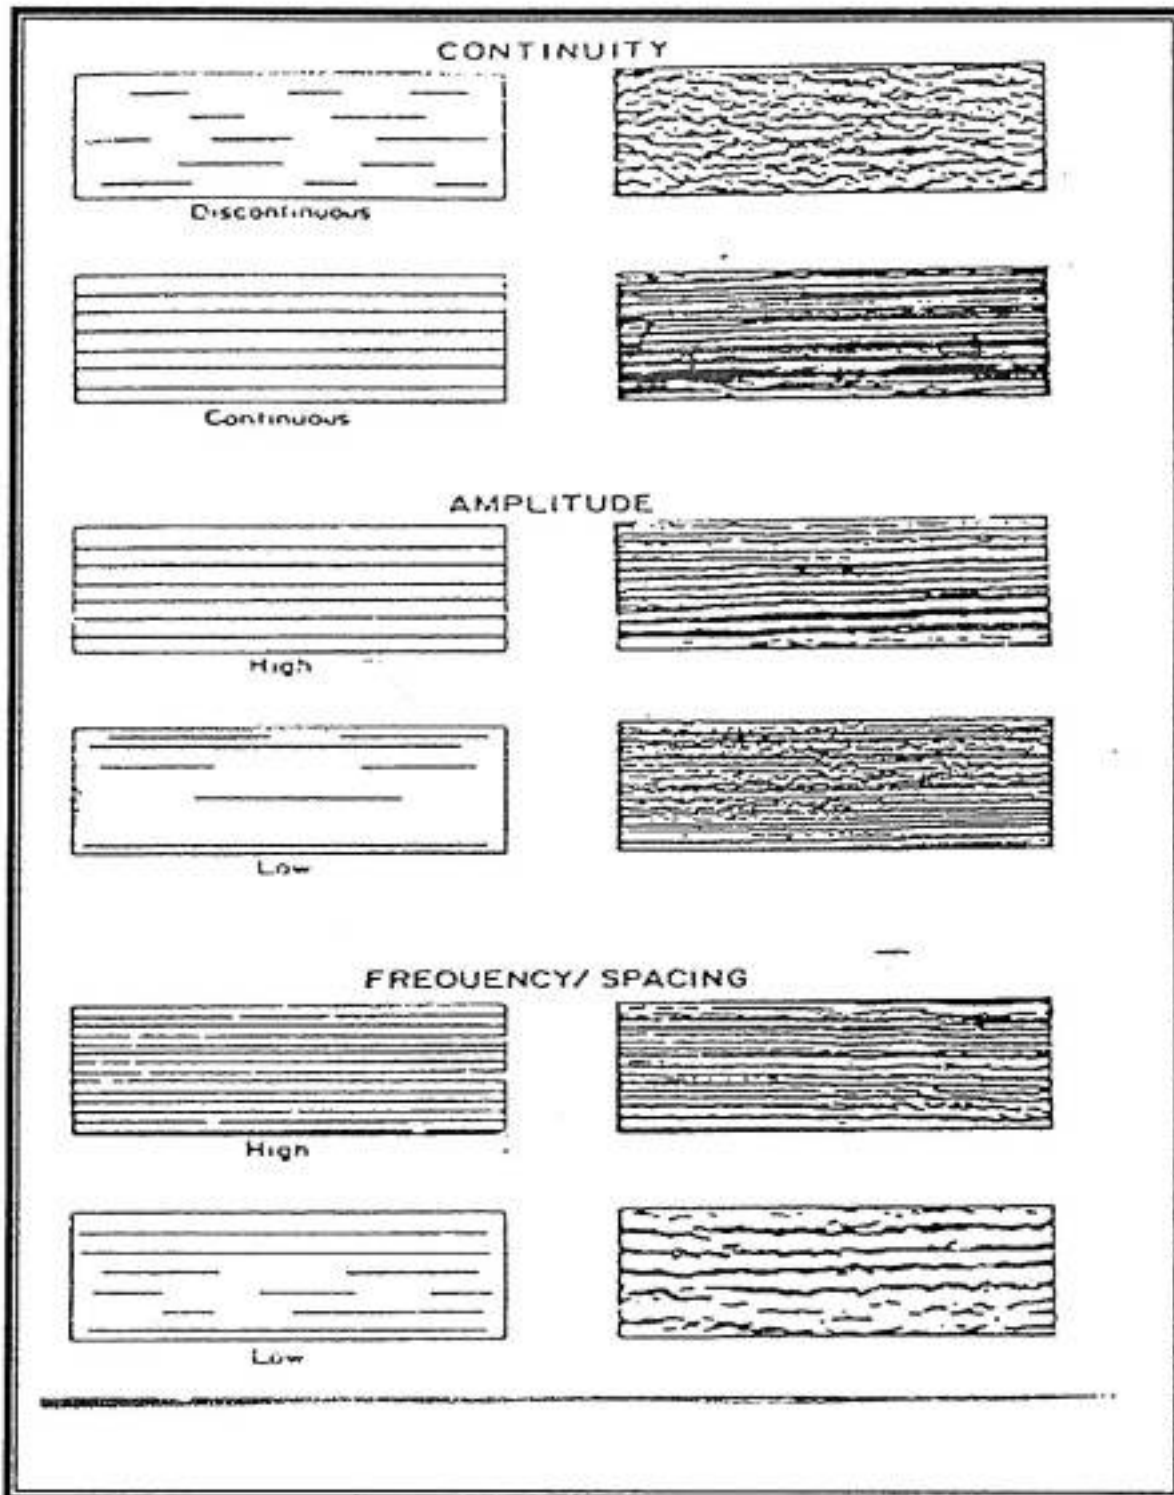 CONTINUITY
Discontinuous
Continuous
AMPLITUDE
High
Low
FREQUENCY/ SPACING
High
Low